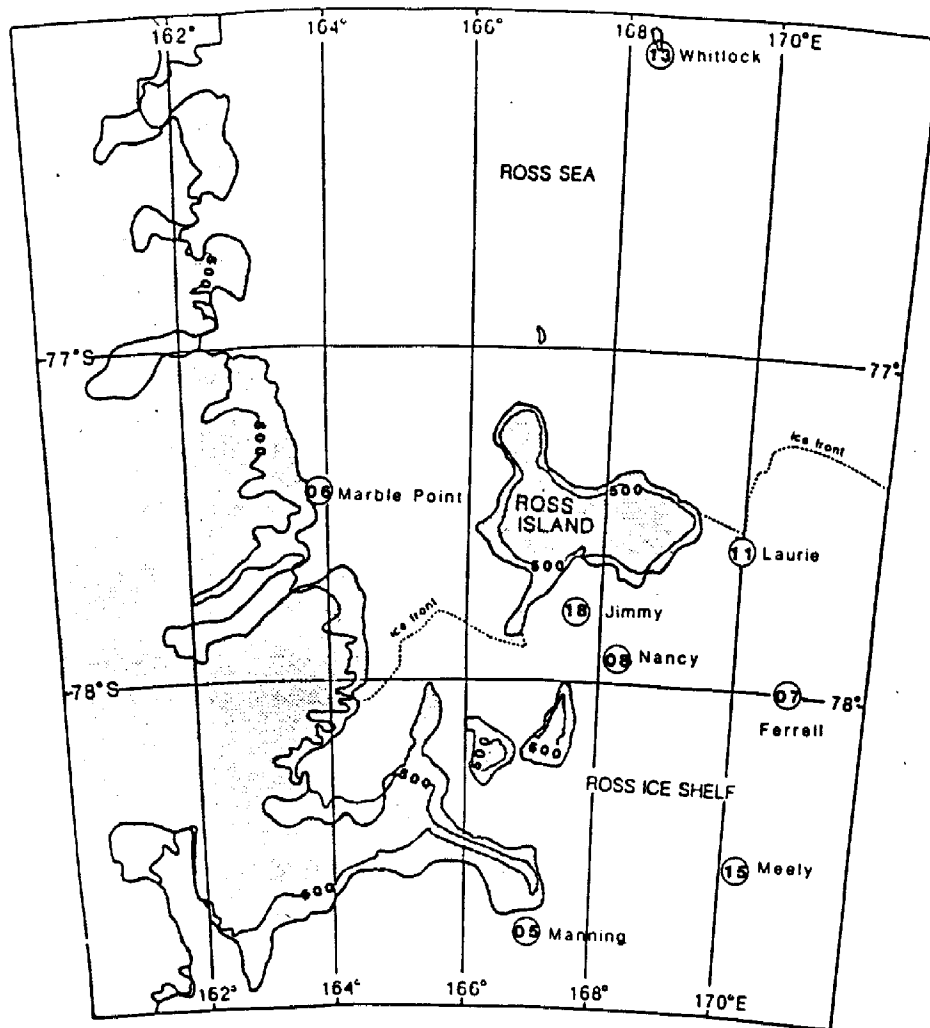 162°
164°
166°
168°
170°E
13 Whitlock
ROSS SEA
500
77°S
77°
500
Ice front
06 Marble Point
500
ROSS
ISLAND
11 Laurie
500
18 Jimmy
Ice front
08 Nancy
78°S
07 78°
Ferrell
500
500
500
ROSS ICE SHELF
15 Meely
500
05 Manning
162°
164°
166°
168°
170°E